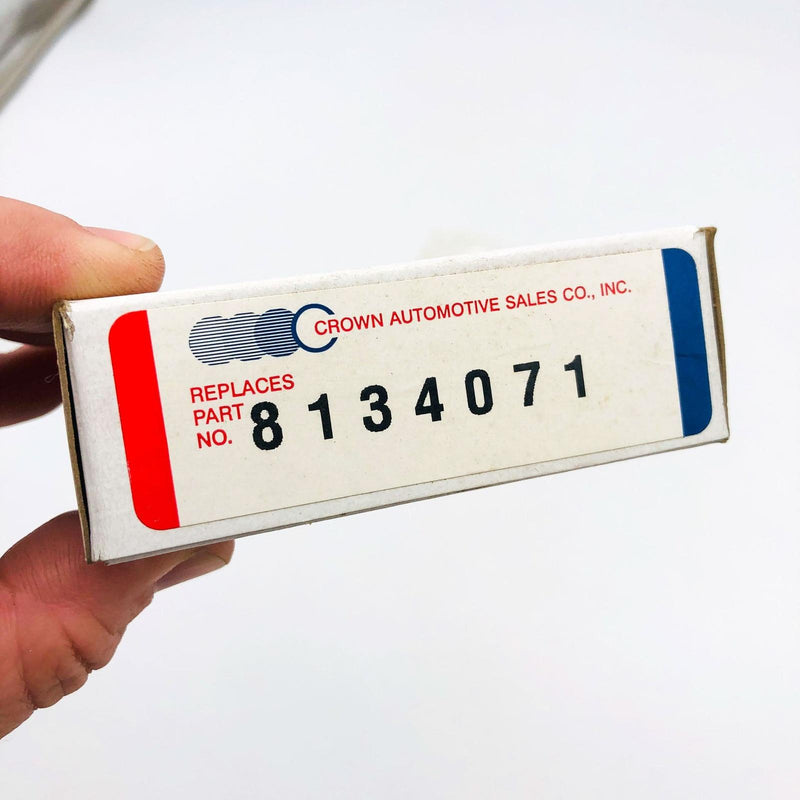 CROWN AUTOMOTIVE SALES CO., INC.
REPLACES
PART
NO. 8134071